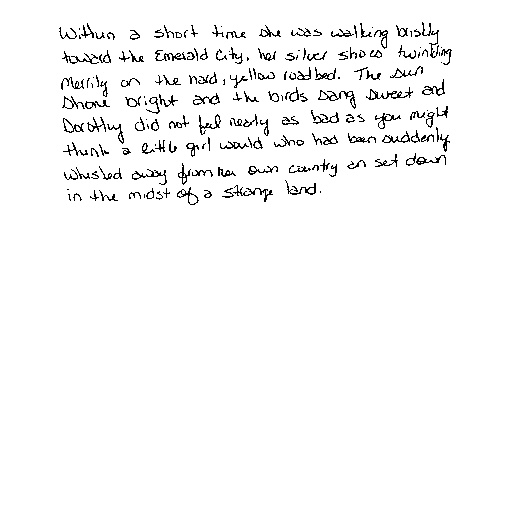 Within a short time she was walking briskly
toward the Emerald City, her silver shoes twinkling
merrily on the hard, yellow roadbed. The sun
shone bright and the birds sang sweet and
Dorothy did not feel nearly as bad as you might
think a little girl would who had been suddenly
whisked away from her own country an set down
in the midst of a strange land.